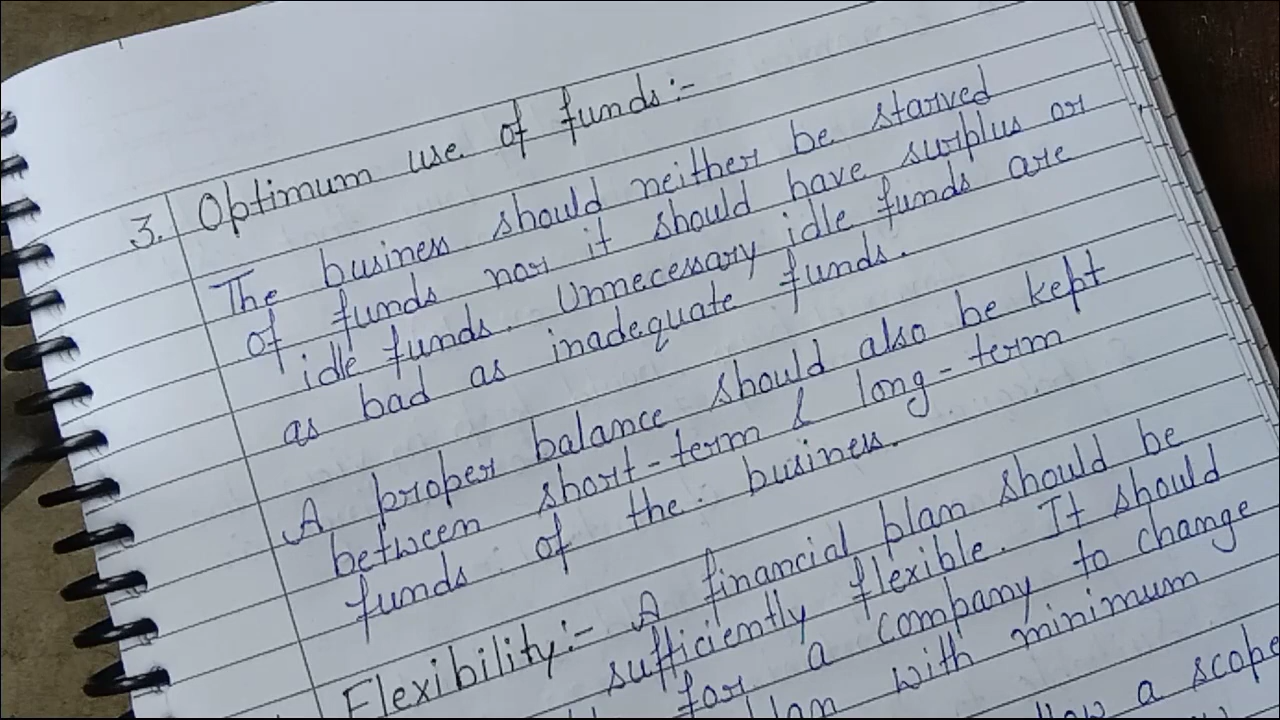 3. Optimum use of funds:-
The business should neither be starved
of funds nor it should have surplus or
idle funds. Unnecessary idle funds are
as bad as inadequate funds.
A proper balance should also be kept
between short-term & long-term
funds of the business.
Flexibility:- A financial plan should be
sufficiently flexible. It should
for a company to change
with minimum
a scope